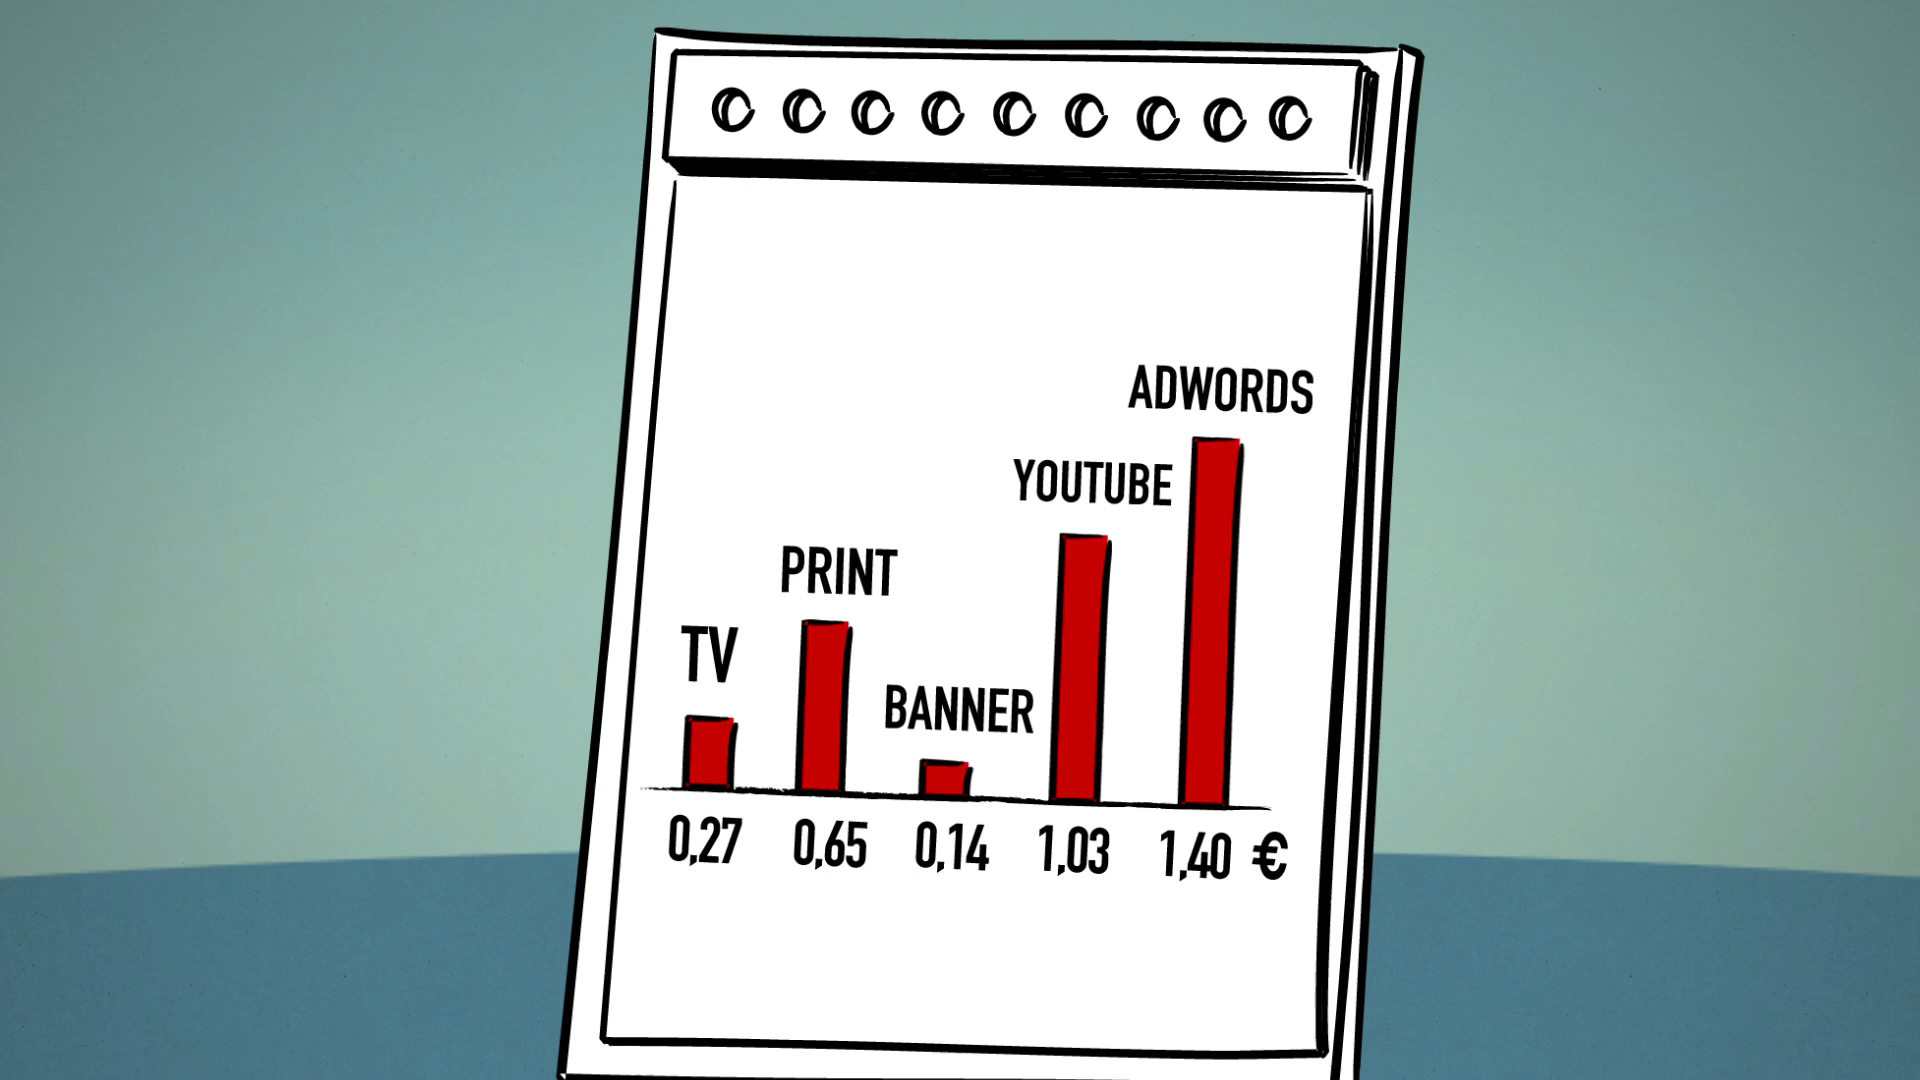 ADWORDS
YOUTUBE
PRINT
TV
BANNER
0,27 0,65 0,14 1,03 1,40 €